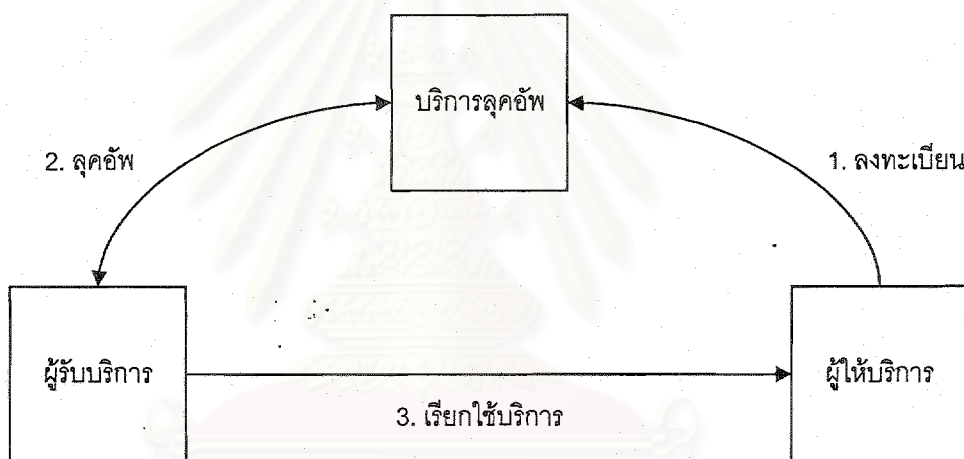 บริการลุคอัพ
2. ลุคอัพ
1. ลงทะเบียน
ผู้รับบริการ
ผู้ให้บริการ
3. เรียกใช้บริการ